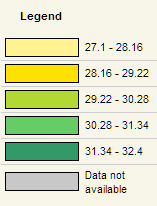 Legend
27.1 - 28.16
28.16 - 29.22
29.22 - 30.28
30.28 - 31.34
31.34 - 32.4
Data not
available